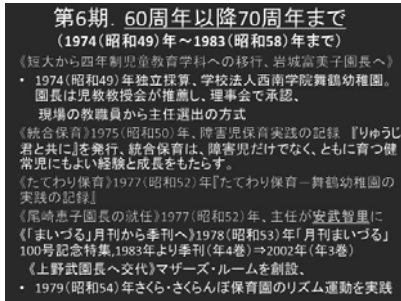 第6期．60周年以降70周年まで
（1974（昭和49）年～1983（昭和58）年まで）
《短大から四年制児童教育学科への移行、岩城富美子園長へ》
• 1974（昭和49）年独立採算、学校法人西南学院舞鶴幼稚園。
園長は児教教授会が推薦し、理事会で承認、
現場の教職員から主任選出の方式
《統合保育》1975（昭和50）年、障害児保育実践の記録 『りゅうじ
君と共に』を発行、統合保育は、障害児だけでなく、ともに育つ健
常児にもよい経験と成長をもたらす。
《たてわり保育》1977（昭和52）年『たてわり保育－舞鶴幼稚園の
実践の記録』
《尾崎恵子園長の就任》1977（昭和52）年、主任が安武智里に
《「まいづる」月刊から季刊へ》1978（昭和53）年「月刊まいづる」
100号記念特集,1983年より季刊（年4巻）⇒2002年（年3巻）
《上野武園長へ交代》マザーズ・ルームを創設、
• 1979（昭和54）年さくら・さくらんぼ保育園のリズム運動を実践